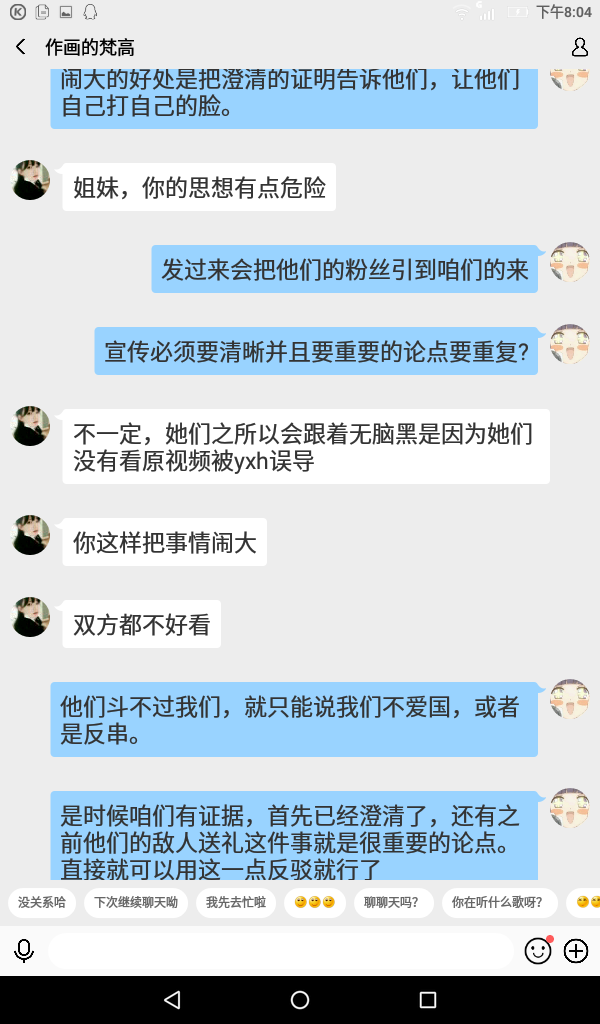 下午8:04
作画的梵高
闹大的好处是把澄清的证明告诉他们，让他们
自己打自己的脸。
姐妹，你的思想有点危险
发过来会把他们的粉丝引到咱们的来
宣传必须要清晰并且要重要的论点要重复?
不一定，她们之所以会跟着无脑黑是因为她们
没有看原视频被yxh误导
你这样把事情闹大
双方都不好看
他们斗不过我们，就只能说我们不爱国，或者
是反串。
是时候咱们有证据，首先已经澄清了，还有之
前他们的敌人送礼这件事就是很重要的论点。
直接就可以用这一点反驳就行了
没关系哈
下次继续聊天呦
我先去忙啦
聊聊天吗?
你在听什么歌呀?